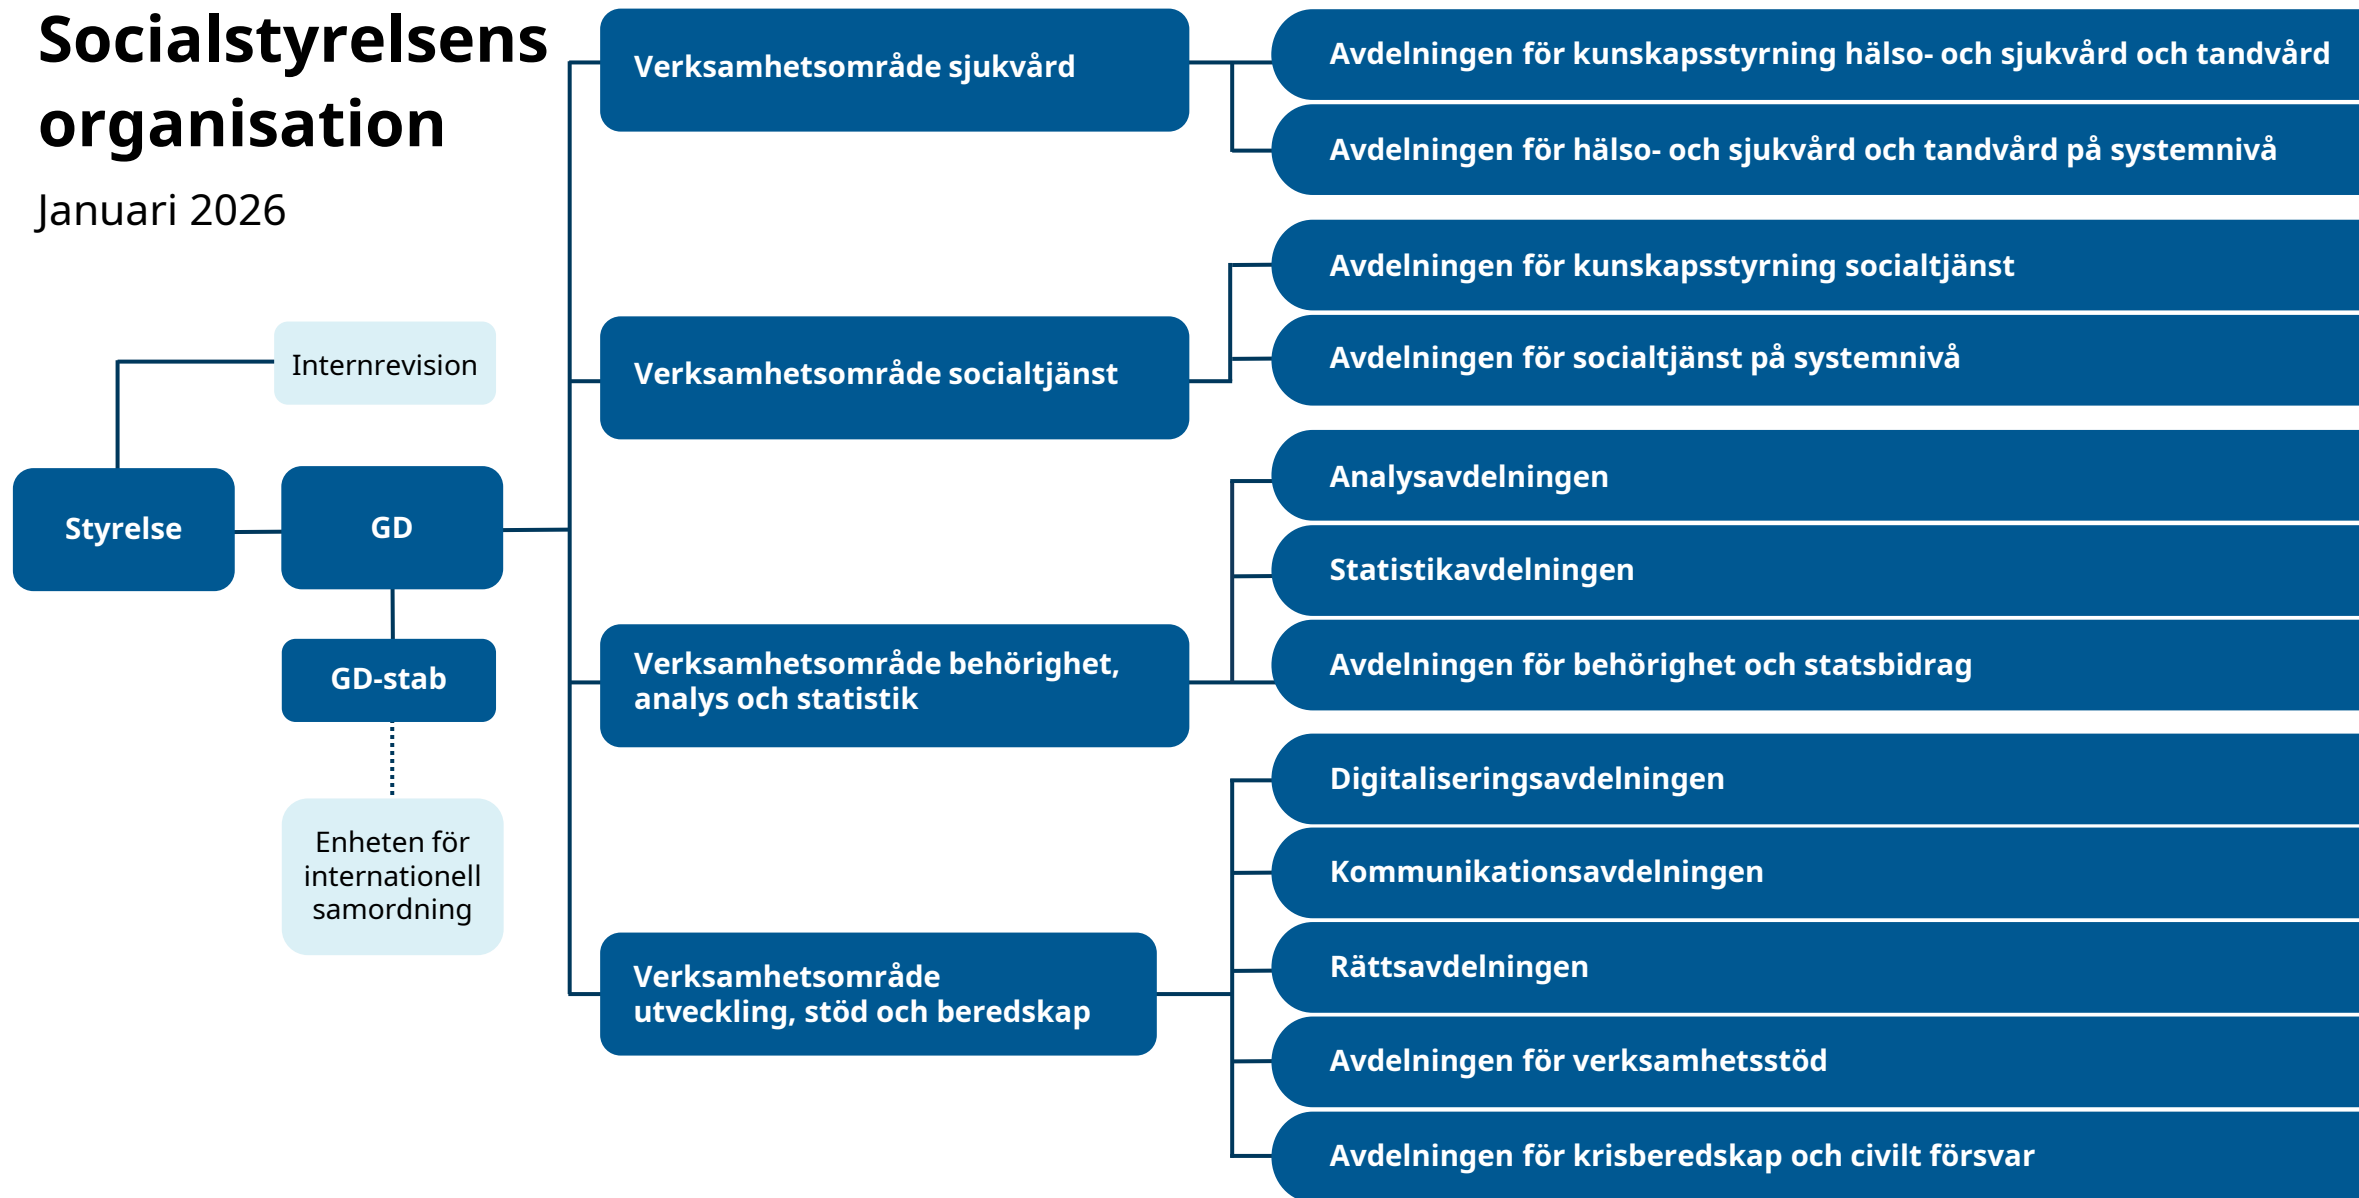 Socialstyrelsens
organisation
Januari 2026
Internrevision
Styrelse
GD
GD-stab
Enheten för
internationell
samordning
Verksamhetsområde sjukvård
Avdelningen för kunskapsstyrning hälso- och sjukvård och tandvård
Avdelningen för hälso- och sjukvård och tandvård på systemnivå
Verksamhetsområde socialtjänst
Avdelningen för kunskapsstyrning socialtjänst
Avdelningen för socialtjänst på systemnivå
Verksamhetsområde behörighet,
analys och statistik
Analysavdelningen
Statistikavdelningen
Avdelningen för behörighet och statsbidrag
Verksamhetsområde
utveckling, stöd och beredskap
Digitaliseringsavdelningen
Kommunikationsavdelningen
Rättsavdelningen
Avdelningen för verksamhetsstöd
Avdelningen för krisberedskap och civilt försvar